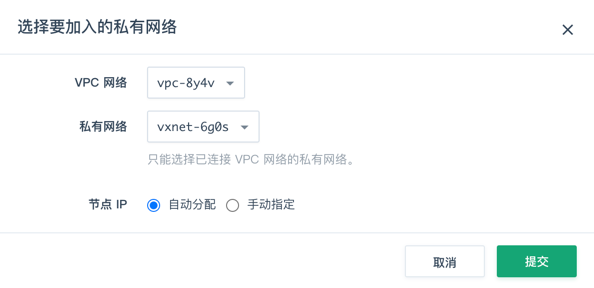 选择要加入的私有网络
VPC 网络 vpc-8y4v
私有网络 vxnet-6g0s
只能选择已连接 VPC 网络的私有网络。
节点 IP 自动分配 手动指定
取消 提交